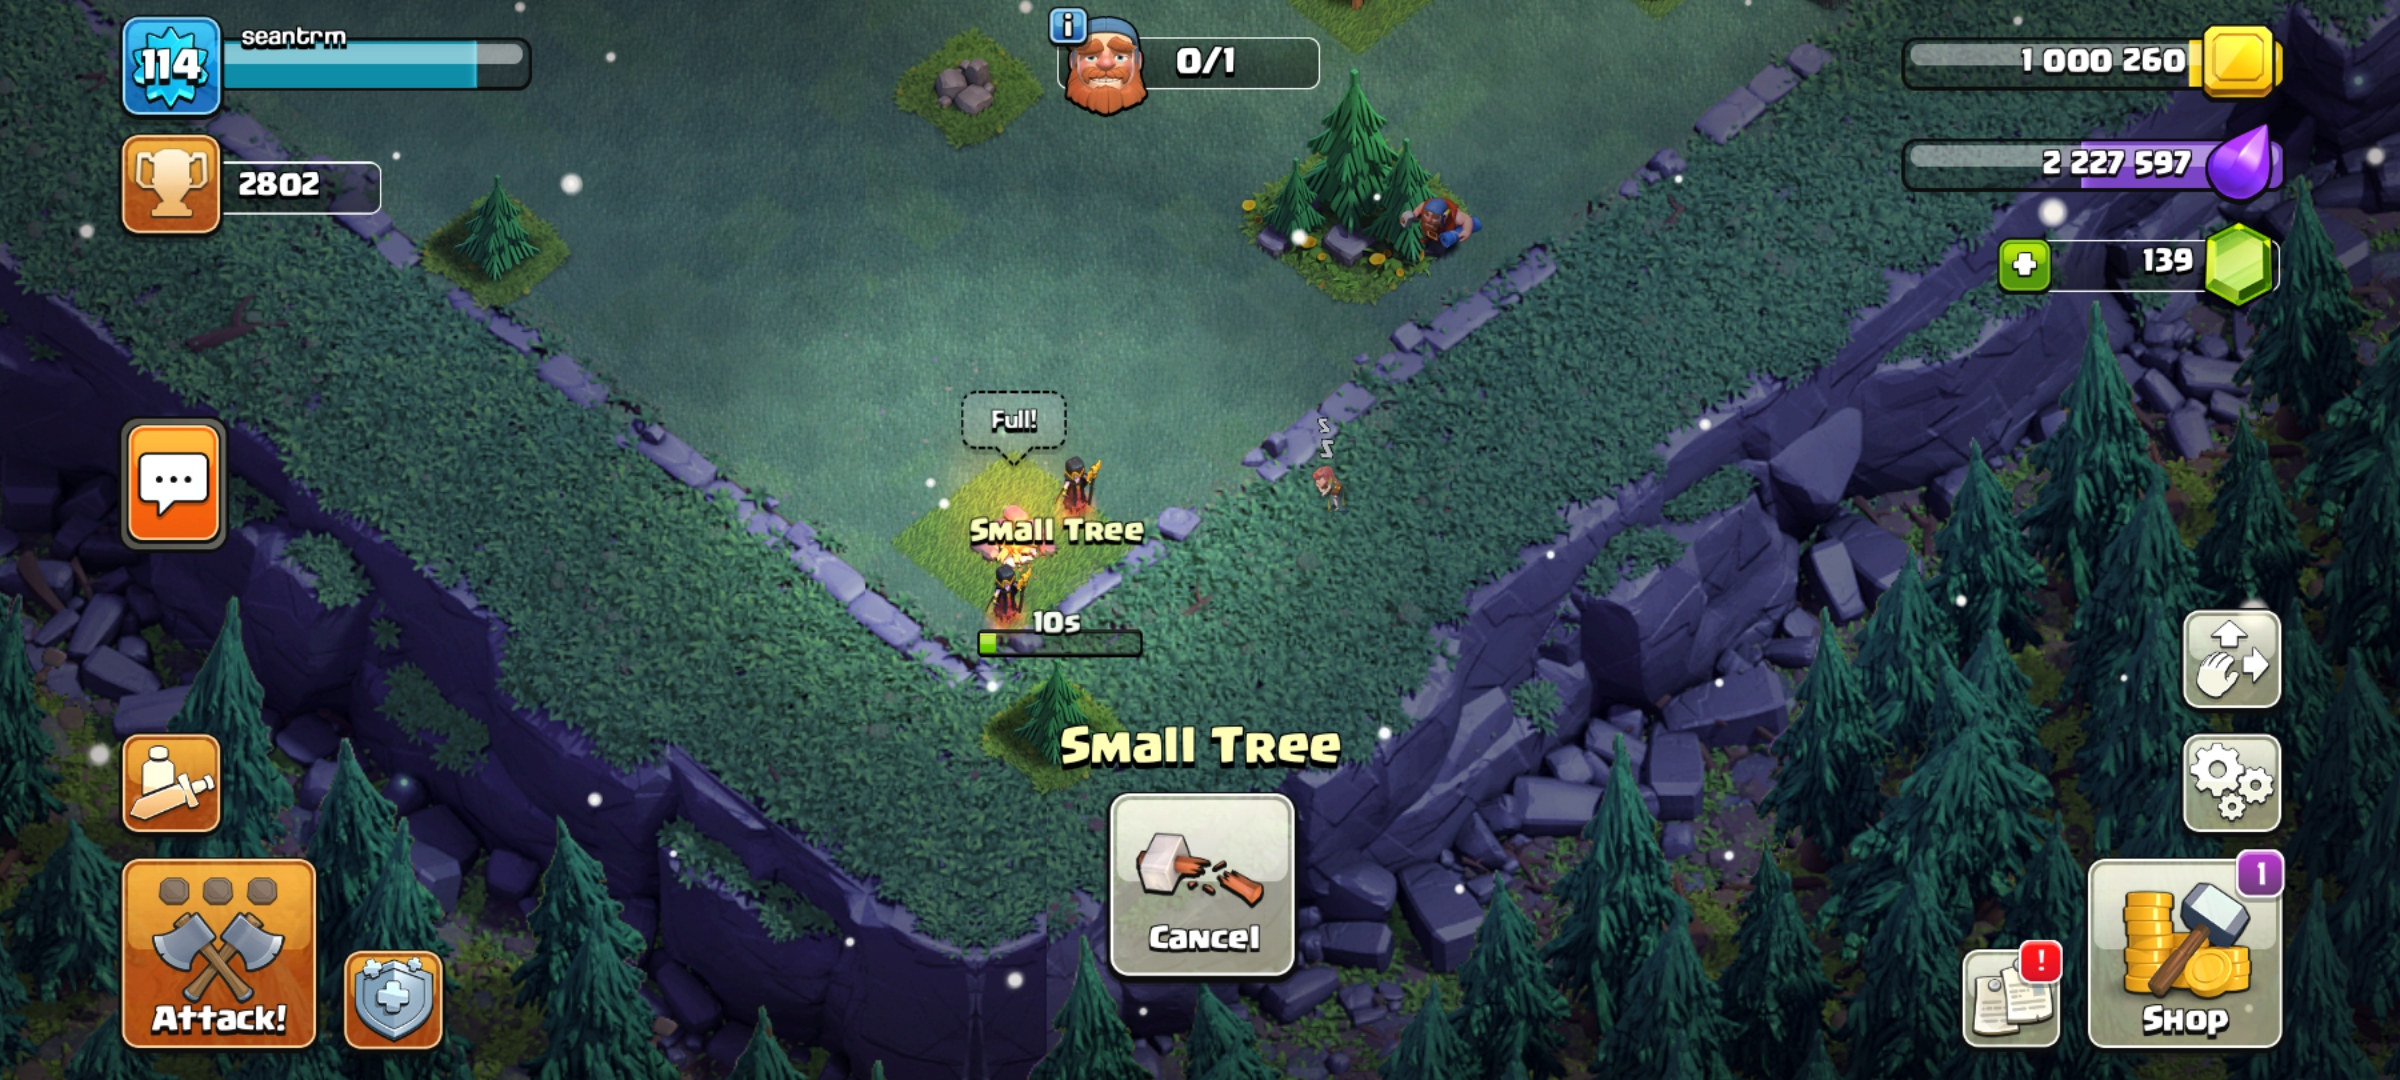 114
seantrm
0/1
1 000 260
2802
2 227 597
139
Full!
Small Tree
10s
Small Tree
Cancel
Attack!
1
!
Shop